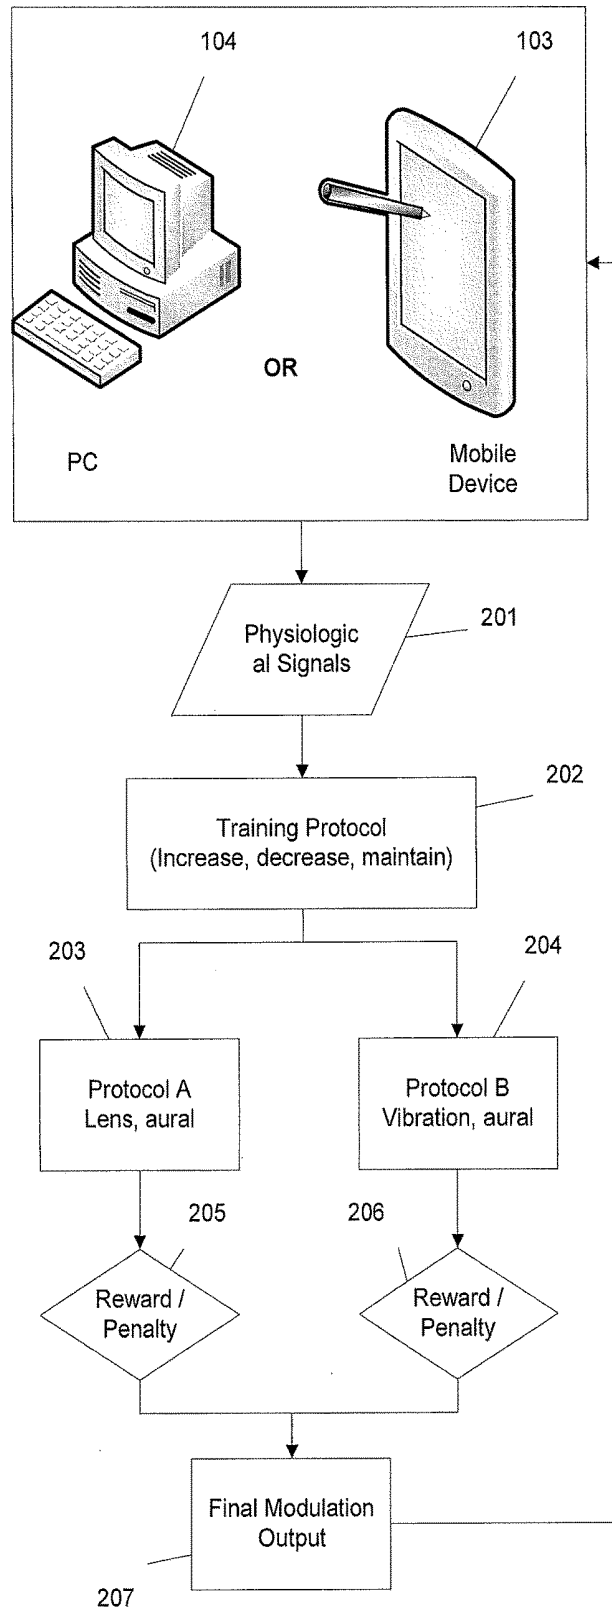 104
103
OR
PC
Mobile
Device
Physiologic
al Signals
201
202
Training Protocol
(Increase, decrease, maintain)
203
204
Protocol A
Lens, aural
Protocol B
Vibration, aural
205
206
Reward /
Penalty
Reward /
Penalty
Final Modulation
Output
207